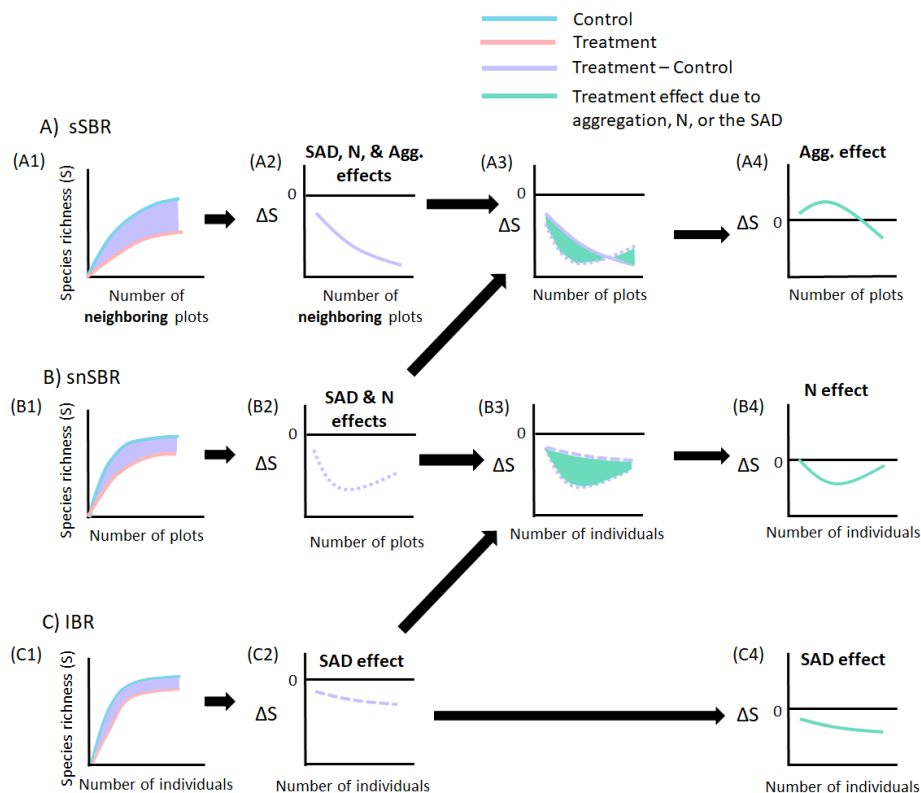 Control
Treatment
Treatment – Control
Treatment effect due to
aggregation, N, or the SAD
A) sSBR
(A1)
Species richness (S)
Number of
neighboring plots
(A2)
SAD, N, & Agg.
effects
0
ΔS
Number of
neighboring plots
(A3)
0
ΔS
Number of plots
(A4)
Agg. effect
ΔS
0
Number of plots
B) snSBR
(B1)
Species richness (S)
Number of plots
(B2)
SAD & N
effects
0
ΔS
Number of plots
(B3)
0
ΔS
Number of individuals
(B4)
N effect
ΔS
0
Number of individuals
C) IBR
(C1)
Species richness (S)
Number of individuals
(C2)
SAD effect
0
ΔS
Number of individuals
(C4)
SAD effect
ΔS
0
Number of individuals